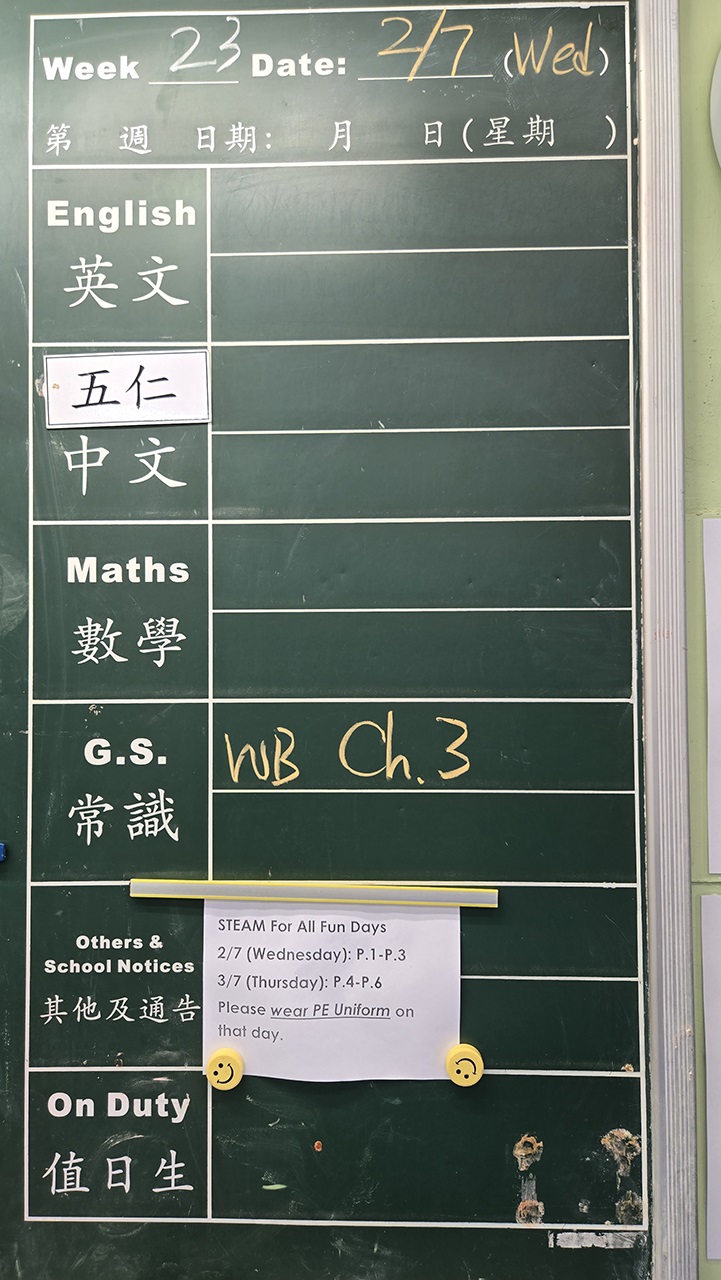 Week 23 Date: 2/7 (Wed)
第 週 日期: 月 日(星期 )
English
英文
五仁
中文
Maths
數學
G.S. WB Ch.3
常識
Others &
School Notices
其他及通告
STEAM For All Fun Days
2/7 (Wednesday): P.1-P.3
3/7 (Thursday): P.4-P.6
Please wear PE Uniform on
that day.
On Duty
值日生